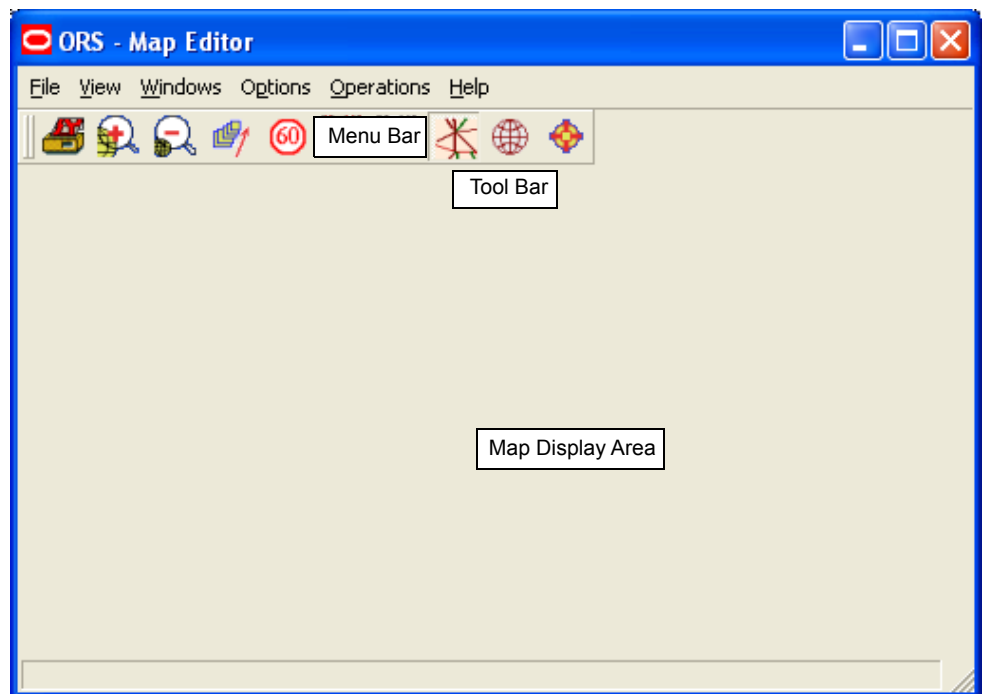 ORS - Map Editor
File View Windows Options Operations Help
60 Menu Bar
Tool Bar
Map Display Area